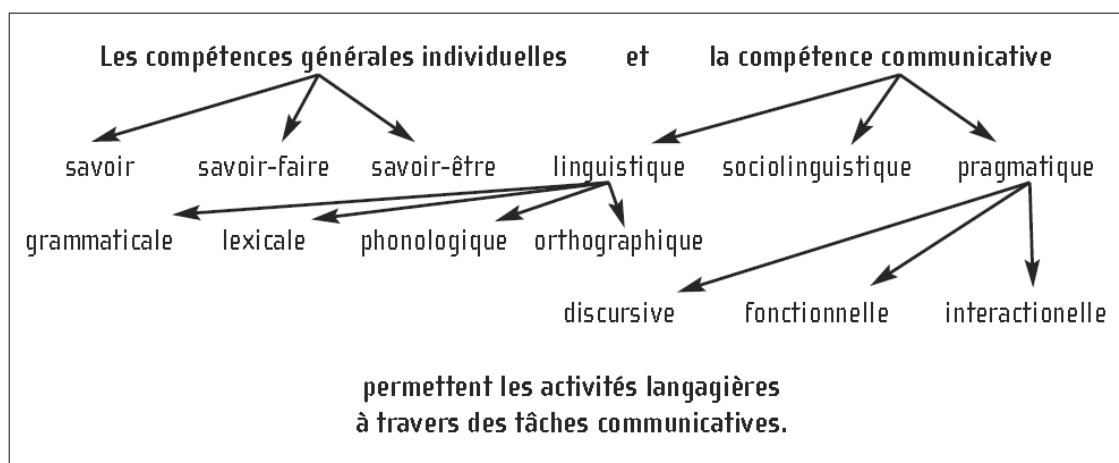 Les compétences générales individuelles et la compétence communicative
savoir savoir-faire savoir-être linguistique sociolinguistique pragmatique
grammaticale lexicale phonologique orthographique
discursive fonctionnelle interactionelle
permettent les activités langagières
à travers des tâches communicatives.